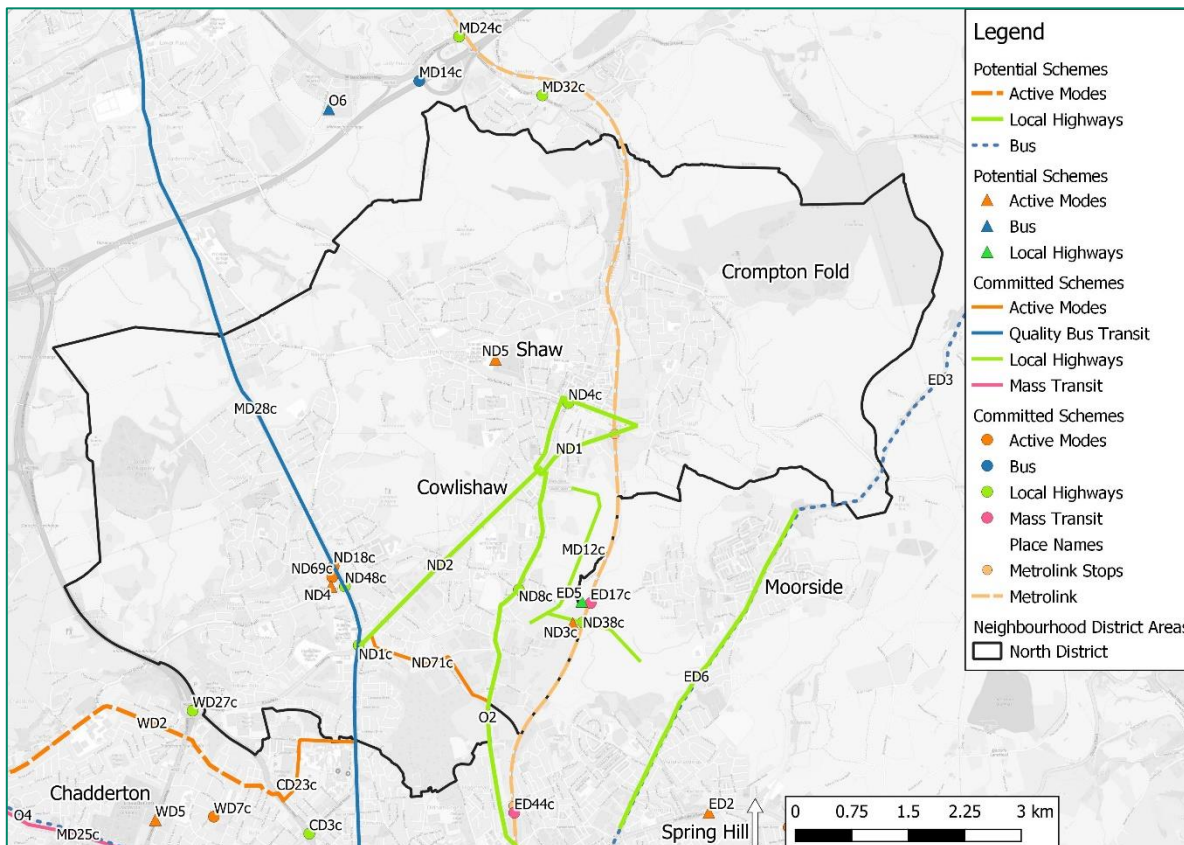 MD24c
MD14c
MD32c
O6
Crompton Fold
Shaw
ND5
ED3
MD28c
ND4c
ND1
Cowlishaw
ND18c
ND69c
ND2
MD12c
ND48c
ND4
Moorside
ND8c
ED5
ED17c
ND3c
ND38c
ND1c
ND71c
ED6
WD27c
O2
WD2
CD23c
Chadderton
O4
WD5
WD7c
ED44c
ED2
MD25c
CD3c
Spring Hill
0 0.75 1.5 2.25 3 km
Legend
Potential Schemes
Active Modes
Local Highways
Bus
Potential Schemes
Active Modes
Bus
Local Highways
Committed Schemes
Active Modes
Quality Bus Transit
Local Highways
Mass Transit
Committed Schemes
Active Modes
Bus
Local Highways
Mass Transit
Place Names
Metrolink Stops
Metrolink
Neighbourhood District Areas
North District